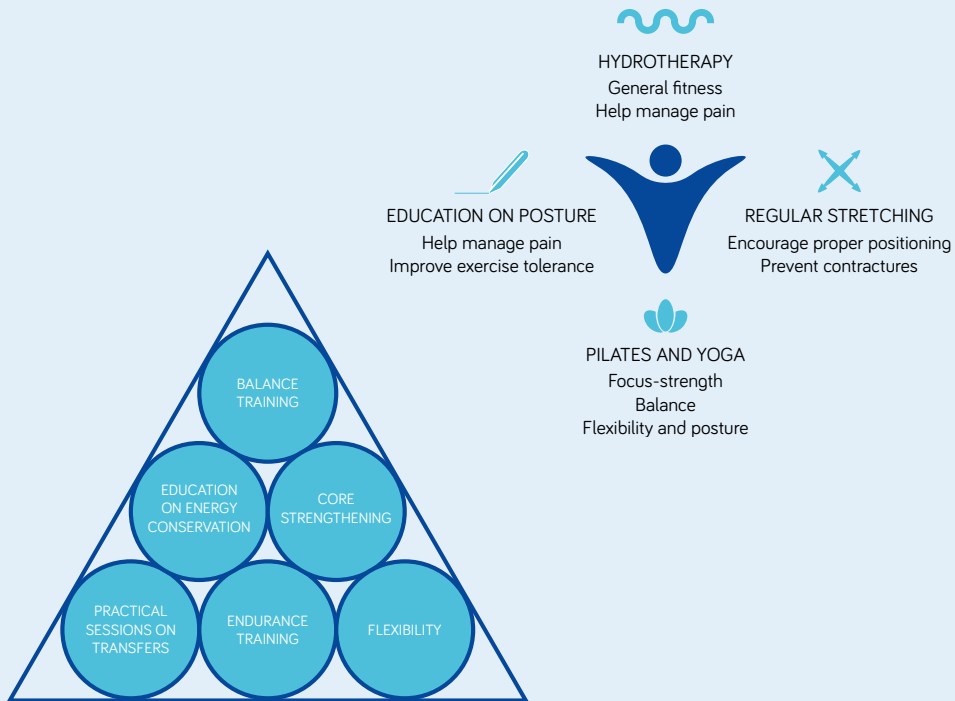 HYDROTHERAPY
General fitness
Help manage pain
EDUCATION ON POSTURE
Help manage pain
Improve exercise tolerance
REGULAR STRETCHING
Encourage proper positioning
Prevent contractures
PILATES AND YOGA
Focus-strength
Balance
Flexibility and posture
BALANCE
TRAINING
EDUCATION
ON ENERGY
CONSERVATION
CORE
STRENGTHENING
PRACTICAL
SESSIONS ON
TRANSFERS
ENDURANCE
TRAINING
FLEXIBILITY